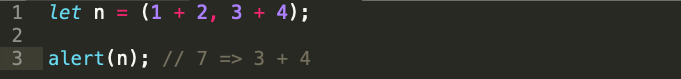 1 let n = (1 + 2, 3 + 4);
2
3 alert(n); // 7 => 3 + 4